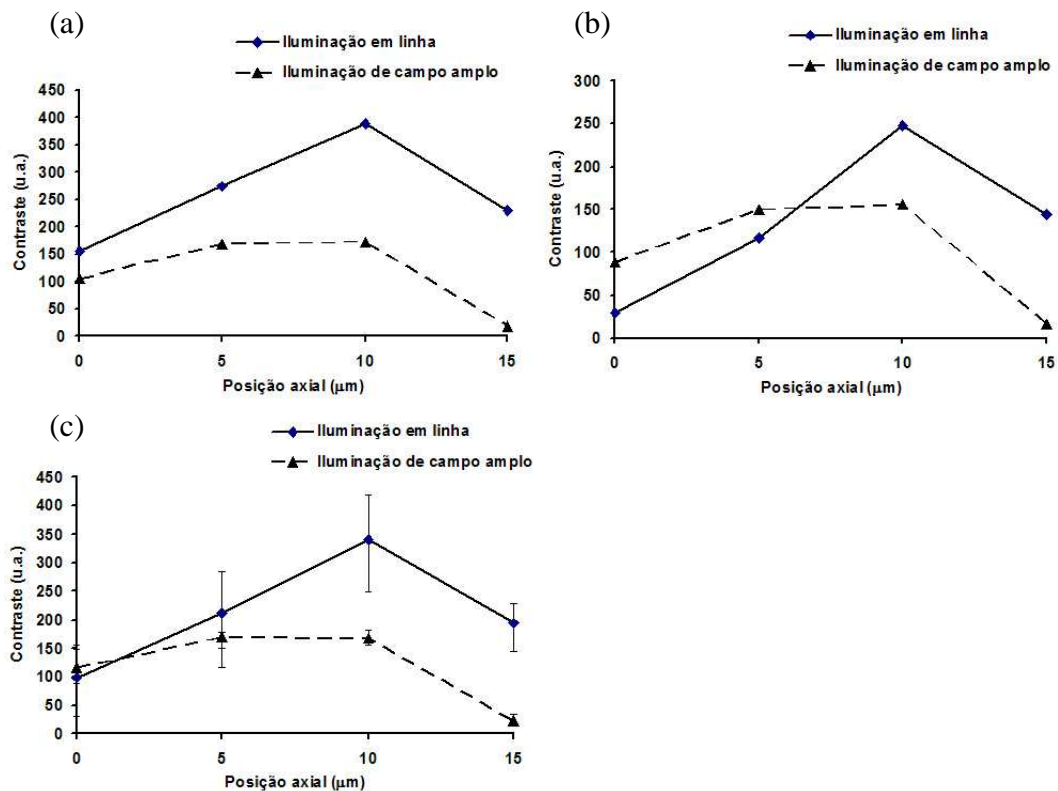 (a)
Iluminação em linha
Iluminação de campo amplo
450
400
350
300
250
200
150
100
50
0
Contraste (u.a.)
0 5 10 15
Posição axial (µm)
(b)
Iluminação em linha
Iluminação de campo amplo
300
250
200
150
100
50
0
Contraste (u.a.)
0 5 10 15
Posição axial (µm)
(c)
Iluminação em linha
Iluminação de campo amplo
450
400
350
300
250
200
150
100
50
0
Contraste (u.a.)
0 5 10 15
Posição axial (µm)